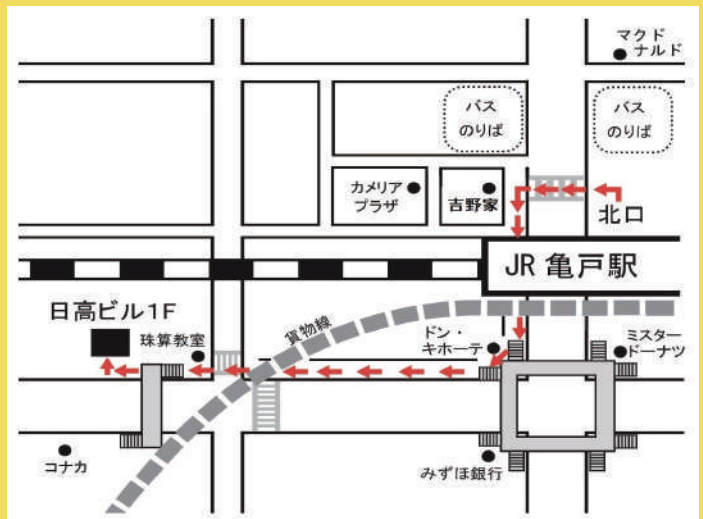 マクド
ナルド
バス
のりば
バス
のりば
カメリア
プラザ
吉野家
北口
JR 亀戸駅
日高ビル1F
珠算教室
貨物線
ドン・
キホーテ
ミスター
ドーナツ
コナカ
みずほ銀行